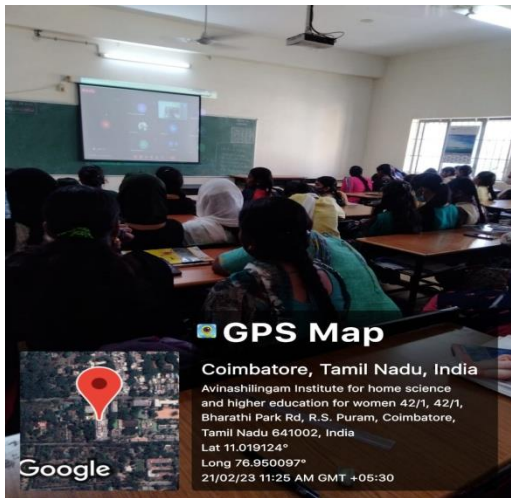 GPS Map
Coimbatore, Tamil Nadu, India
Avinashilingam Institute for home science
and higher education for women 42/1, 42/1,
Bharathi Park Rd, R.S. Puram, Coimbatore,
Tamil Nadu 641002, India
Lat 11.019124°
Long 76.950097°
21/02/23 11:25 AM GMT +05:30
Google